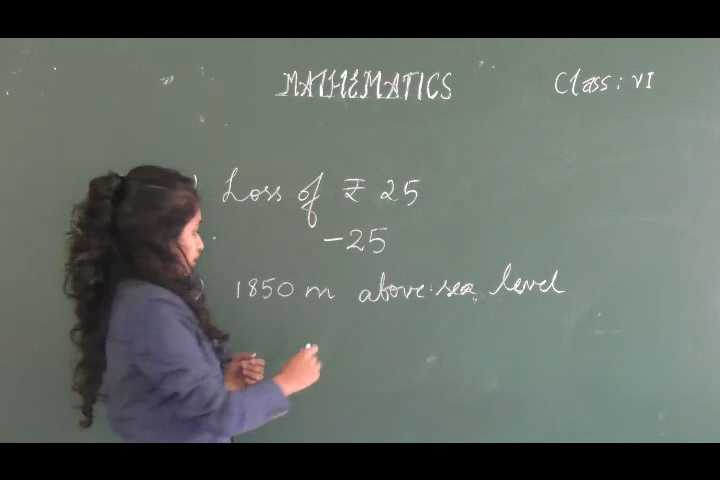 MATHEMATICS Class: VI
) Loss of ₹ 25
-25
) 1850 m above sea level